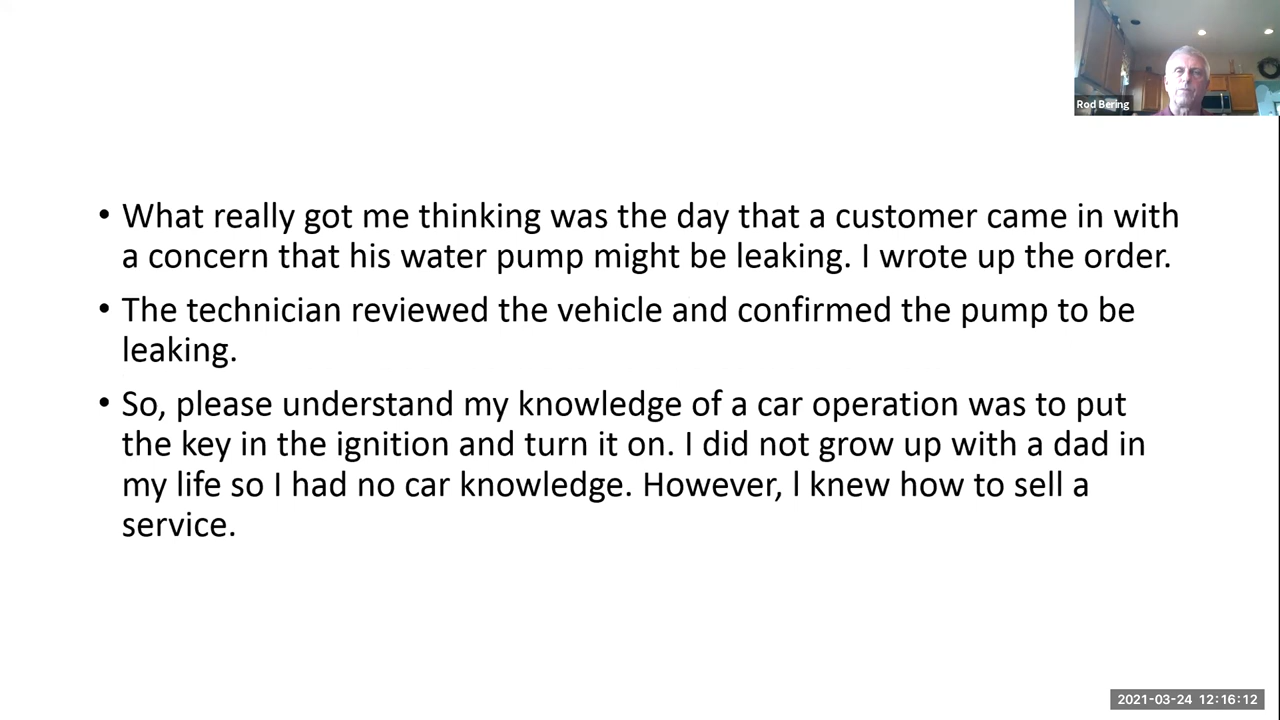 Rod Bering
• What really got me thinking was the day that a customer came in with
a concern that his water pump might be leaking. I wrote up the order.
• The technician reviewed the vehicle and confirmed the pump to be
leaking.
• So, please understand my knowledge of a car operation was to put
the key in the ignition and turn it on. I did not grow up with a dad in
my life so I had no car knowledge. However, l knew how to sell a
service.
2021-03-24 12:16:12